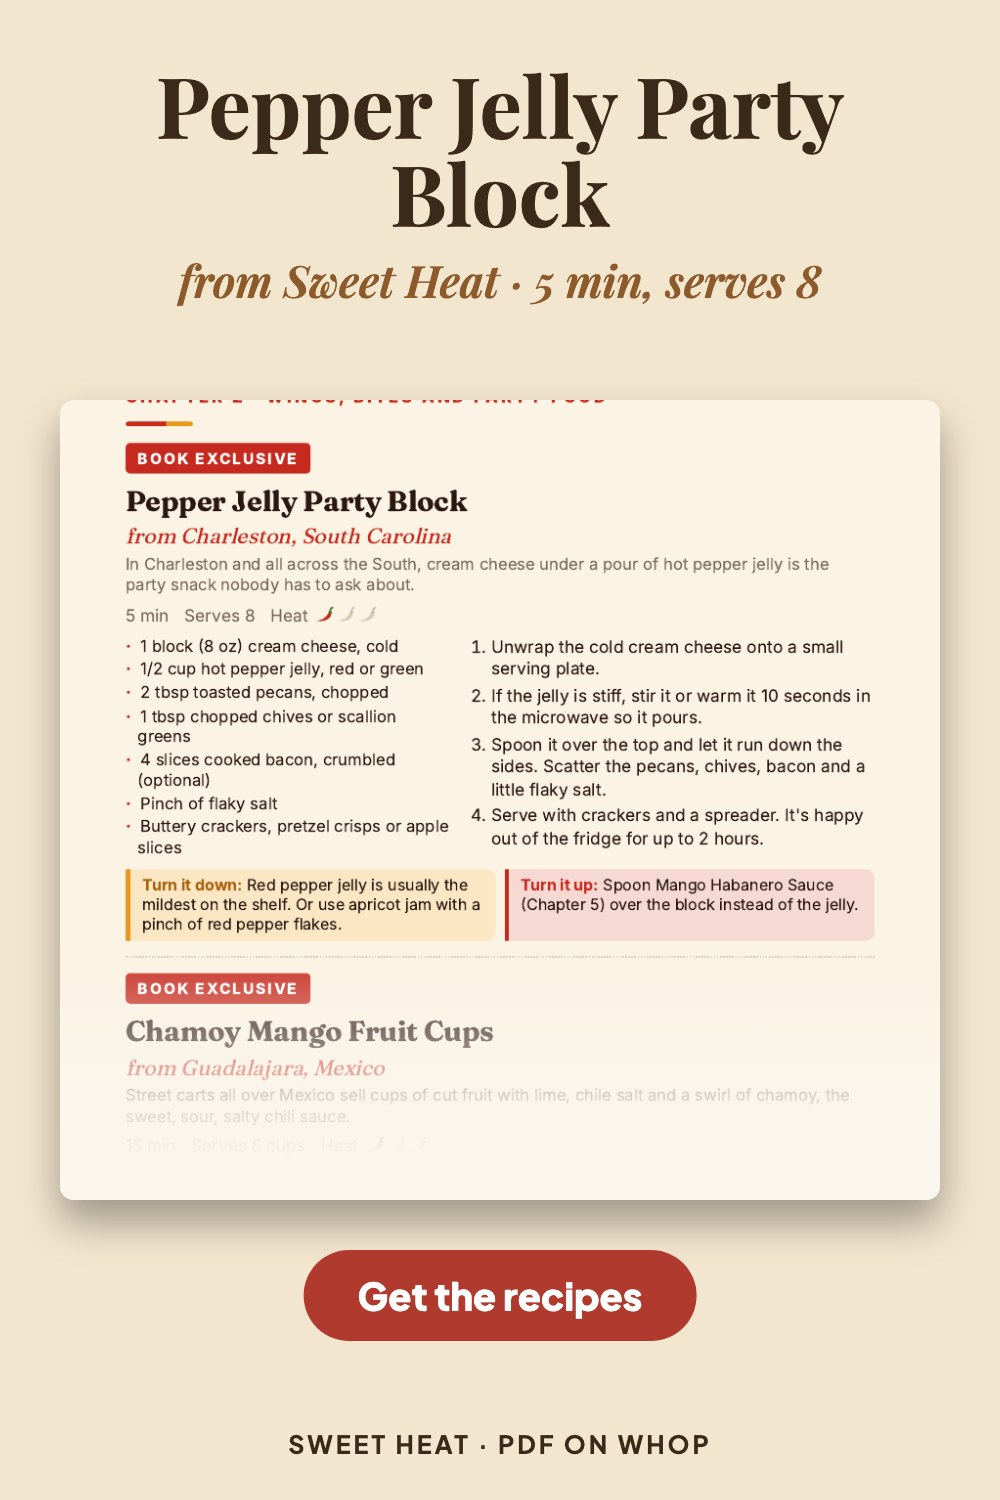 Pepper Jelly Party
Block
from Sweet Heat · 5 min, serves 8
BOOK EXCLUSIVE
Pepper Jelly Party Block
from Charleston, South Carolina
In Charleston and all across the South, cream cheese under a pour of hot pepper jelly is the
party snack nobody has to ask about.
5 min Serves 8 Heat
· 1 block (8 oz) cream cheese, cold
· 1/2 cup hot pepper jelly, red or green
· 2 tbsp toasted pecans, chopped
· 1 tbsp chopped chives or scallion
greens
· 4 slices cooked bacon, crumbled
(optional)
· Pinch of flaky salt
· Buttery crackers, pretzel crisps or apple
slices
1. Unwrap the cold cream cheese onto a small
serving plate.
2. If the jelly is stiff, stir it or warm it 10 seconds in
the microwave so it pours.
3. Spoon it over the top and let it run down the
sides. Scatter the pecans, chives, bacon and a
little flaky salt.
4. Serve with crackers and a spreader. It's happy
out of the fridge for up to 2 hours.
Turn it down: Red pepper jelly is usually the
mildest on the shelf. Or use apricot jam with a
pinch of red pepper flakes.
Turn it up: Spoon Mango Habanero Sauce
(Chapter 5) over the block instead of the jelly.
BOOK EXCLUSIVE
Chamoy Mango Fruit Cups
from Guadalajara, Mexico
Street carts all over Mexico sell cups of cut fruit with lime, chile salt and a swirl of chamoy, the
sweet, sour, salty chili sauce.
15 min Serves 6 cups Heat
Get the recipes
SWEET HEAT · PDF ON WHOP